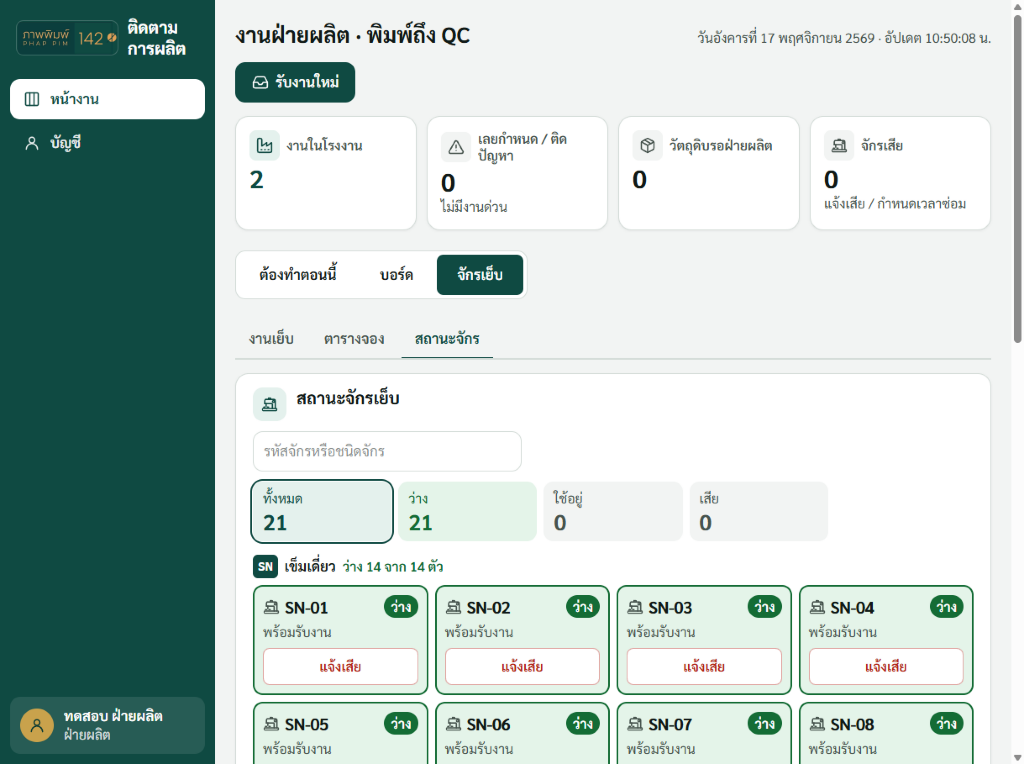 ภาพพิมพ์
PHAP PIM
142
ติดตาม
การผลิต
หน้างาน
บัญชี
ทดสอบ ฝ่ายผลิต
ฝ่ายผลิต
งานฝ่ายผลิต · พิมพ์ถึง QC
วันอังคารที่ 17 พฤศจิกายน 2569 · อัปเดต 10:50:08 น.
รับงานใหม่
งานในโรงงาน
2
เลยกำหนด / ติด
ปัญหา
0
ไม่มีงานด่วน
วัตถุดิบรอฝ่ายผลิต
0
จักรเสีย
0
แจ้งเสีย / กำหนดเวลาซ่อม
ต้องทำตอนนี้
บอร์ด
จักรเย็บ
งานเย็บ
ตารางจอง
สถานะจักร
สถานะจักรเย็บ
รหัสจักรหรือชนิดจักร
ทั้งหมด
21
ว่าง
21
ใช้อยู่
0
เสีย
0
SN เข็มเดี่ยว ว่าง 14 จาก 14 ตัว
SN-01 ว่าง
พร้อมรับงาน
แจ้งเสีย
SN-02 ว่าง
พร้อมรับงาน
แจ้งเสีย
SN-03 ว่าง
พร้อมรับงาน
แจ้งเสีย
SN-04 ว่าง
พร้อมรับงาน
แจ้งเสีย
SN-05 ว่าง
พร้อมรับงาน
SN-06 ว่าง
พร้อมรับงาน
SN-07 ว่าง
พร้อมรับงาน
SN-08 ว่าง
พร้อมรับงาน